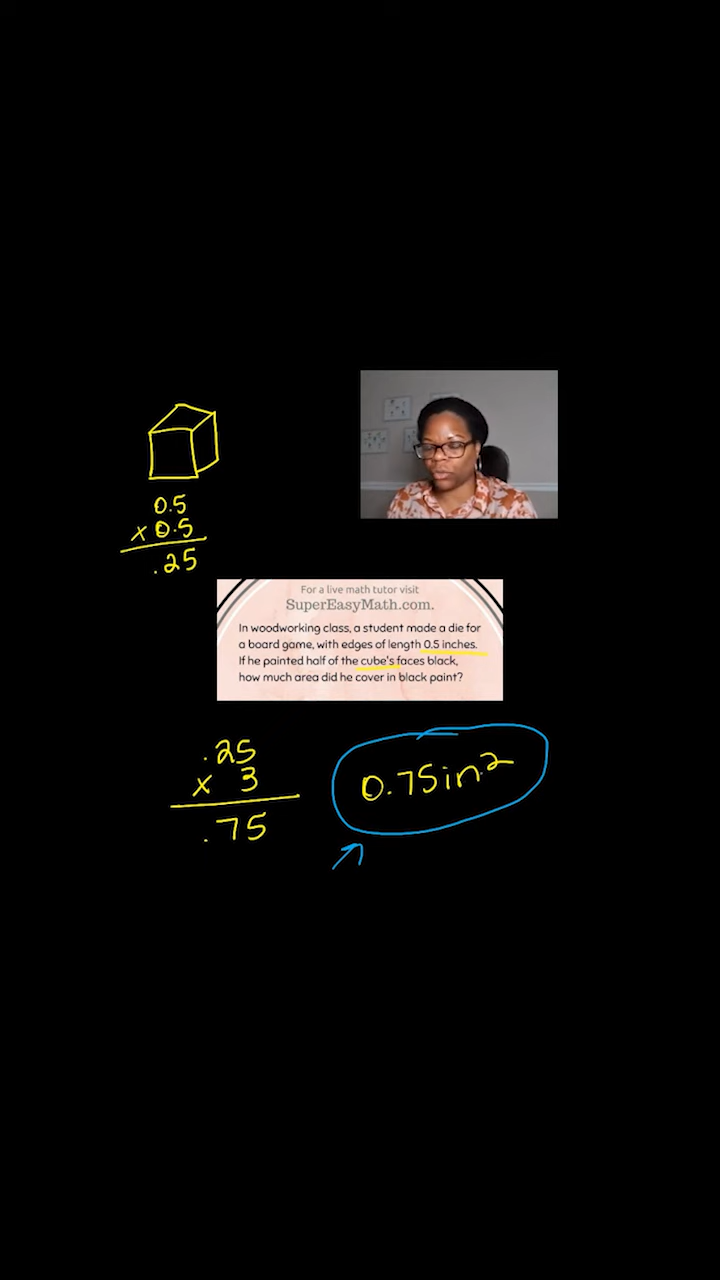 0.5
x 0.5
.25
For a live math tutor visit
SuperEasyMath.com.
In woodworking class, a student made a die for
a board game, with edges of length 0.5 inches.
If he painted half of the cube's faces black,
how much area did he cover in black paint?
.25
x 3
.75
0.75in.²